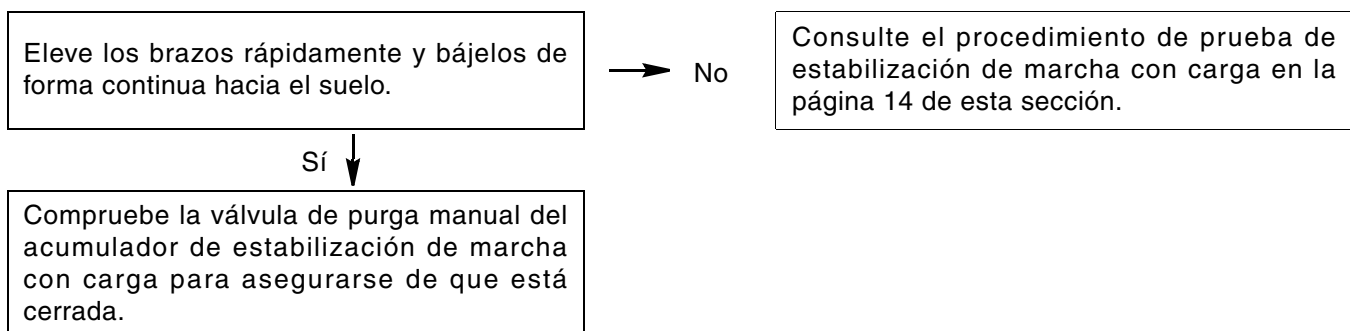 Eleve los brazos rápidamente y bájelos de
forma continua hacia el suelo.
No
Consulte el procedimiento de prueba de
estabilización de marcha con carga en la
página 14 de esta sección.
Sí
Compruebe la válvula de purga manual del
acumulador de estabilización de marcha
con carga para asegurarse de que está
cerrada.